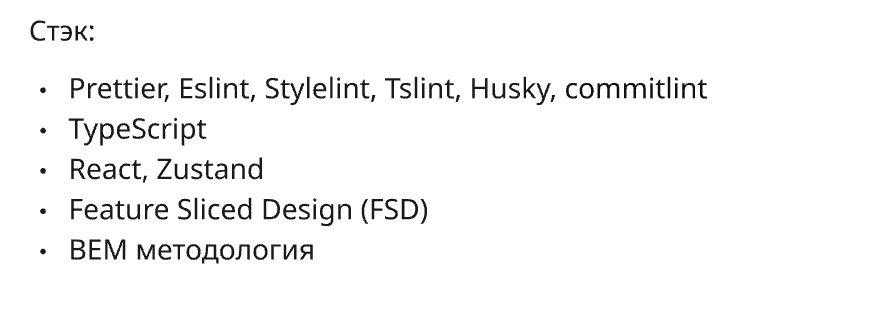 Стэк:
• Prettier, Eslint, Stylelint, Tslint, Husky, commitlint
• TypeScript
• React, Zustand
• Feature Sliced Design (FSD)
• BEM методология